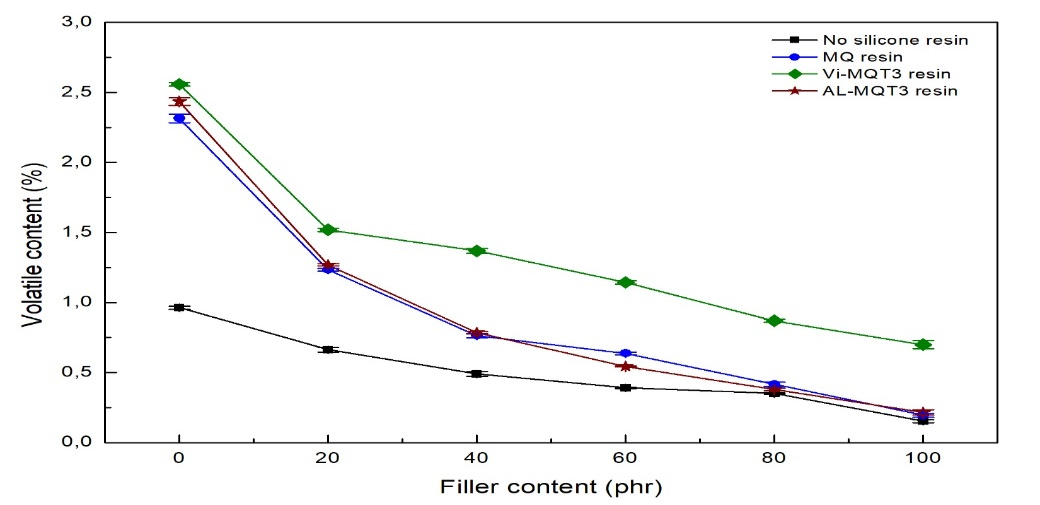 3,0
2,5
2,0
1,5
1,0
0,5
0,0
Volatile content (%)
No silicone resin
MQ resin
Vi-MQT3 resin
AL-MQT3 resin
0 20 40 60 80 100
Filler content (phr)